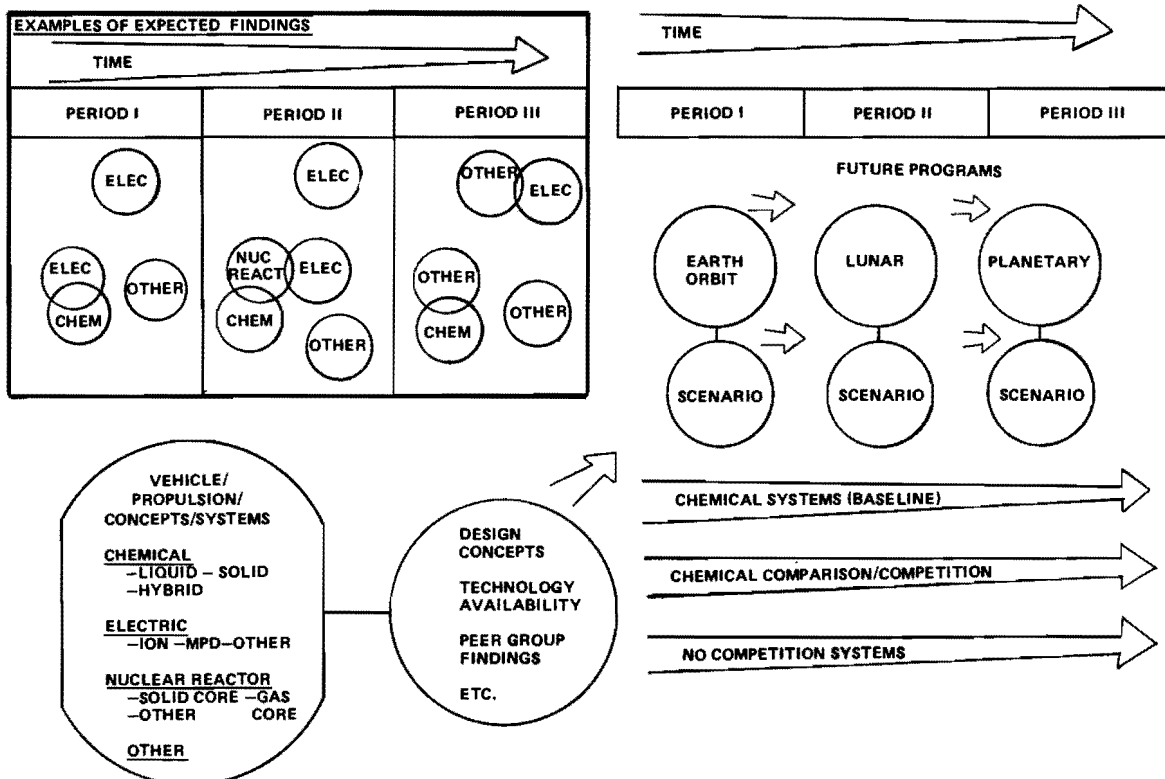 EXAMPLES OF EXPECTED FINDINGS
TIME
PERIOD I
PERIOD II
PERIOD III
ELEC
ELEC
CHEM
OTHER
ELEC
NUC
REACT
ELEC
CHEM
OTHER
OTHER
ELEC
OTHER
CHEM
OTHER
TIME
PERIOD I
PERIOD II
PERIOD III
FUTURE PROGRAMS
EARTH
ORBIT
LUNAR
PLANETARY
SCENARIO
SCENARIO
SCENARIO
VEHICLE/
PROPULSION/
CONCEPTS/SYSTEMS
CHEMICAL
–LIQUID – SOLID
–HYBRID
ELECTRIC
–ION –MPD–OTHER
NUCLEAR REACTOR
–SOLID CORE –GAS
–OTHER CORE
OTHER
DESIGN
CONCEPTS
TECHNOLOGY
AVAILABILITY
PEER GROUP
FINDINGS
ETC.
CHEMICAL SYSTEMS (BASELINE)
CHEMICAL COMPARISON/COMPETITION
NO COMPETITION SYSTEMS